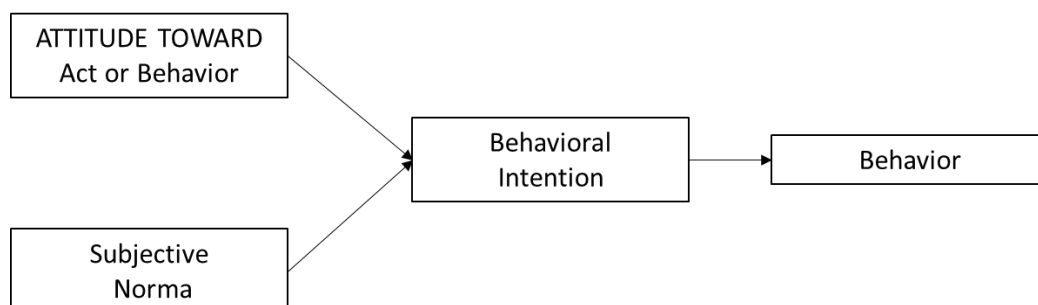 ATTITUDE TOWARD
Act or Behavior
Behavioral
Intention
Behavior
Subjective
Norma